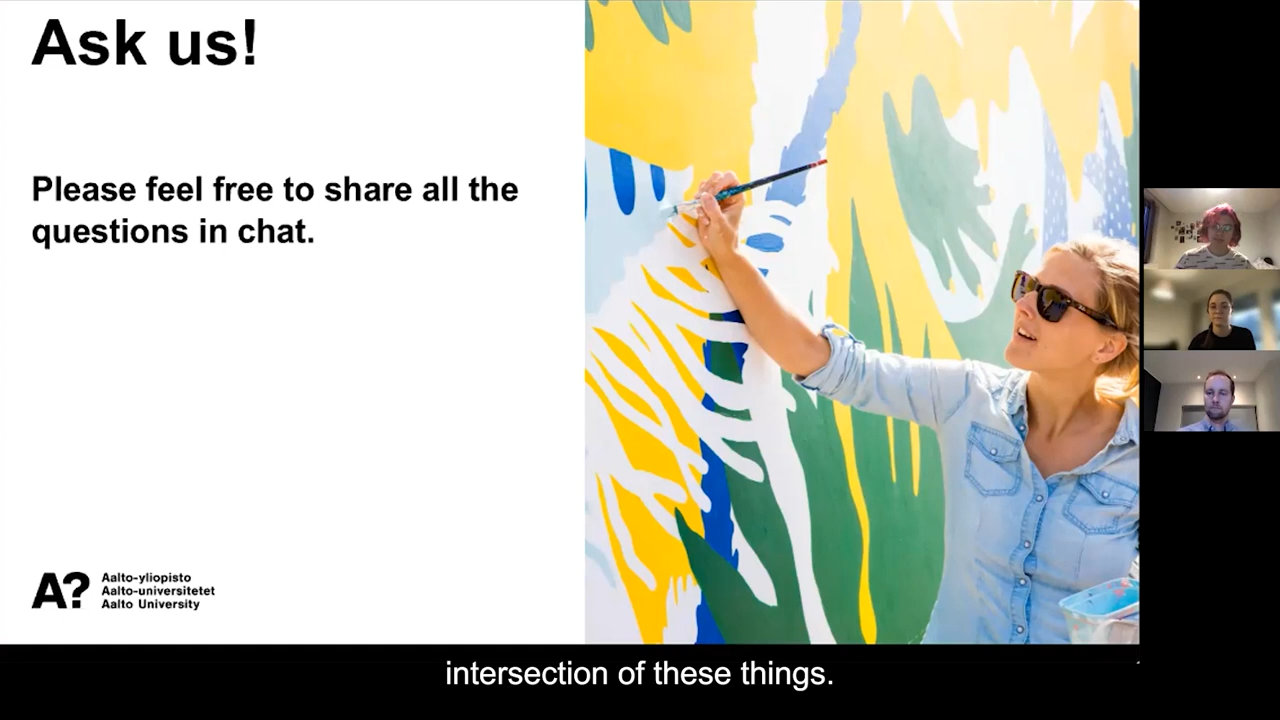 Ask us!
Please feel free to share all the
questions in chat.
A?
Aalto-yliopisto
Aalto-universitetet
Aalto University
intersection of these things.